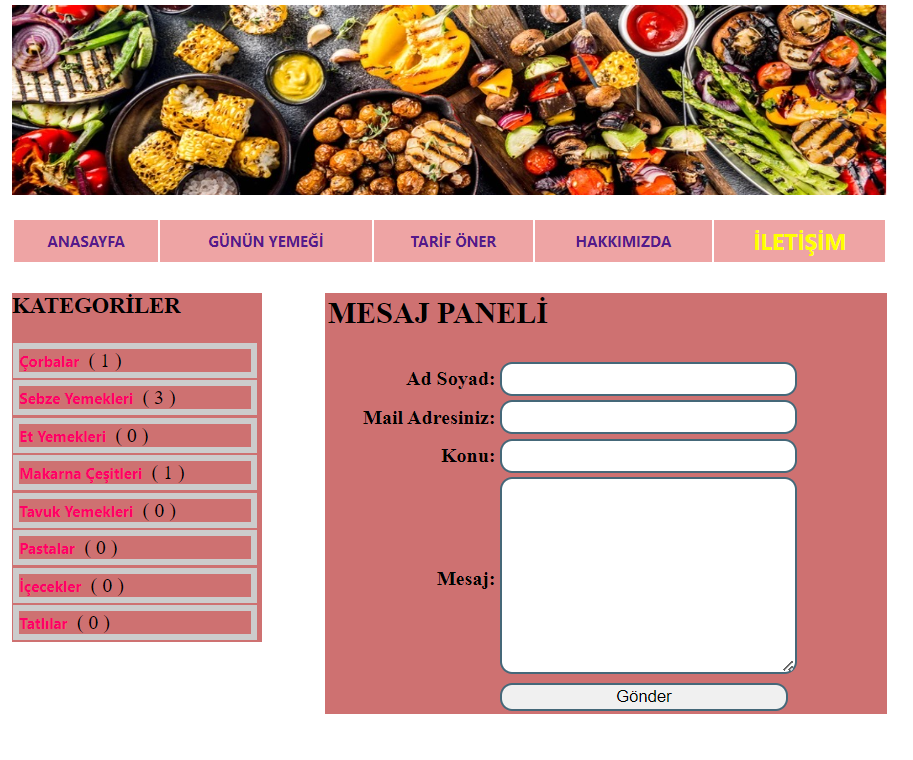 ANASAYFA GÜNÜN YEMEĞİ TARİF ÖNER HAKKIMIZDA İLETİŞİM
KATEGORİLER
Çorbalar ( 1 )
Sebze Yemekleri ( 3 )
Et Yemekleri ( 0 )
Makarna Çeşitleri ( 1 )
Tavuk Yemekleri ( 0 )
Pastalar ( 0 )
İçecekler ( 0 )
Tatlılar ( 0 )
MESAJ PANELİ
Ad Soyad:
Mail Adresiniz:
Konu:
Mesaj:
Gönder